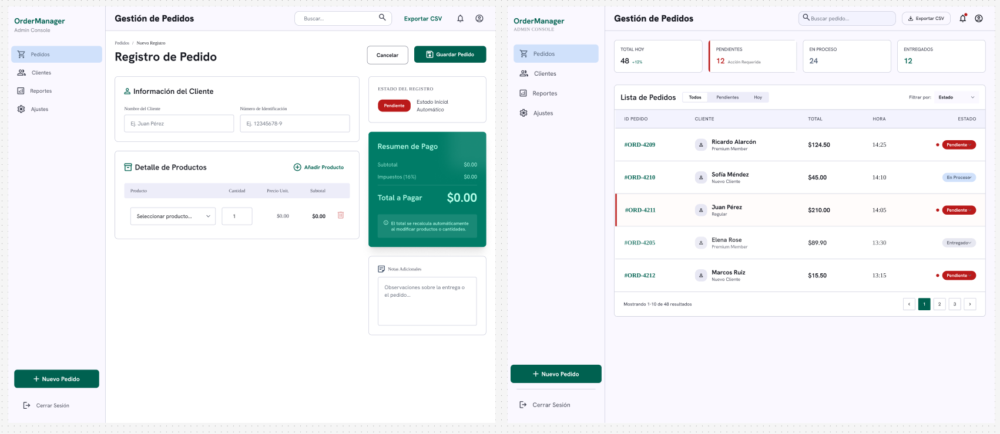 OrderManager
Admin Console
Pedidos
Clientes
Reportes
Ajustes
Nuevo Pedido
Cerrar Sesión
Gestión de Pedidos
Buscar...
Exportar CSV
Pedidos / Nuevo Registro
Registro de Pedido
Cancelar
Guardar Pedido
Información del Cliente
Nombre del Cliente
Número de Identificación
Ej. Juan Pérez
Ej. 12345678-9
Detalle de Productos
Añadir Producto
Producto Cantidad Precio Unit. Subtotal
Seleccionar producto... 1 $0.00 $0.00
ESTADO DEL REGISTRO
Pendiente
Estado Inicial
Automático
Resumen de Pago
Subtotal $0.00
Impuestos (16%) $0.00
Total a Pagar $0.00
El total se recalcula automáticamente
al modificar productos o cantidades.
Notas Adicionales
Observaciones sobre la entrega o
el pedido...
OrderManager
ADMIN CONSOLE
Pedidos
Clientes
Reportes
Ajustes
Nuevo Pedido
Cerrar Sesión
Gestión de Pedidos
Buscar pedido...
Exportar CSV
TOTAL HOY
48 +12%
PENDIENTES
12 Acción Requerida
EN PROCESO
24
ENTREGADOS
12
Lista de Pedidos
Todos Pendientes Hoy
Filtrar por: Estado
ID PEDIDO CLIENTE TOTAL HORA ESTADO
#ORD-4209 Ricardo Alarcón $124.50 14:25 Pendiente
Premium Member
#ORD-4210 Sofía Méndez $45.00 14:10 En Proceso
Nuevo Cliente
#ORD-4211 Juan Pérez $210.00 14:05 Pendiente
Regular
#ORD-4205 Elena Rose $89.90 13:30 Entregado
Premium Member
#ORD-4212 Marcos Ruiz $15.50 13:15 Pendiente
Nuevo Cliente
Mostrando 1-10 de 48 resultados
‹ 1 2 3 ›